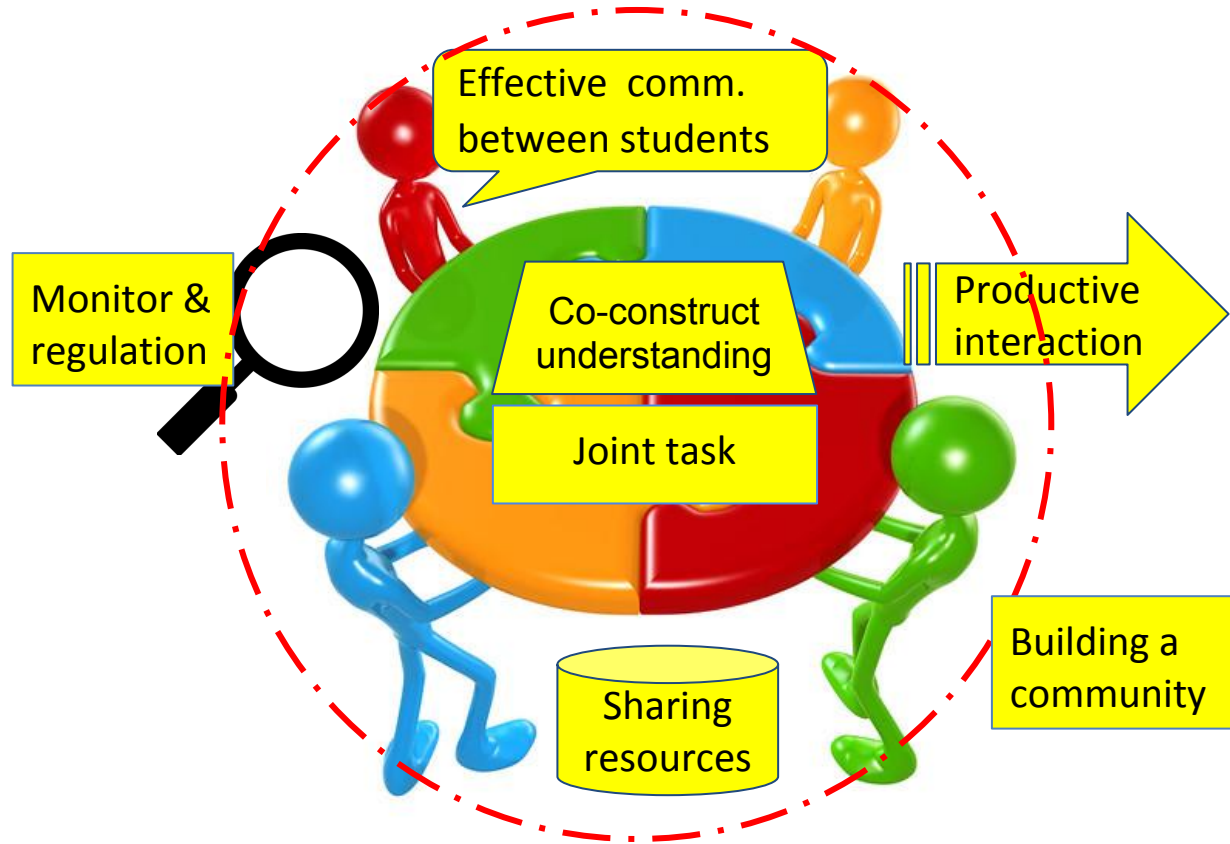 Effective comm.
between students
Monitor &
regulation
Co-construct
understanding
Productive
interaction
Joint task
Building a
community
Sharing
resources